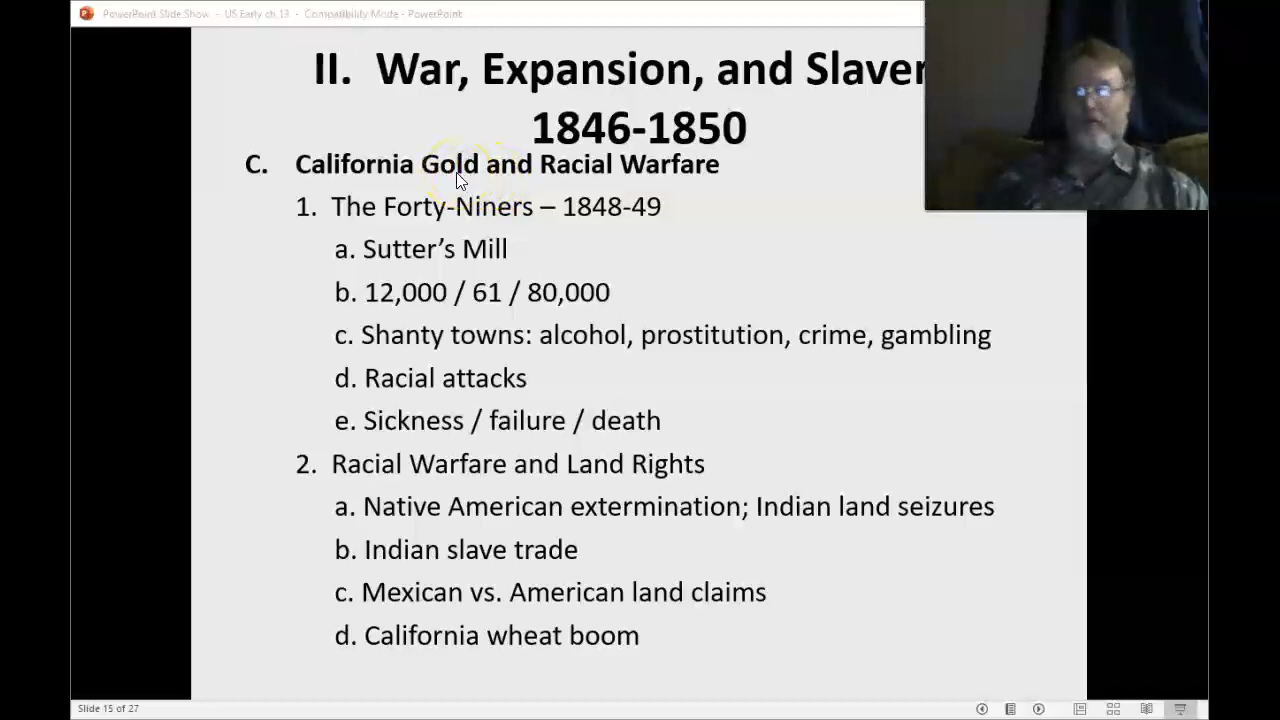 PowerPoint Slide Show - US Early ch 13 - Compatibility Mode - PowerPoint
II. War, Expansion, and Slaver
1846-1850
C. California Gold and Racial Warfare
1. The Forty-Niners – 1848-49
a. Sutter’s Mill
b. 12,000 / 61 / 80,000
c. Shanty towns: alcohol, prostitution, crime, gambling
d. Racial attacks
e. Sickness / failure / death
2. Racial Warfare and Land Rights
a. Native American extermination; Indian land seizures
b. Indian slave trade
c. Mexican vs. American land claims
d. California wheat boom
Slide 15 of 27